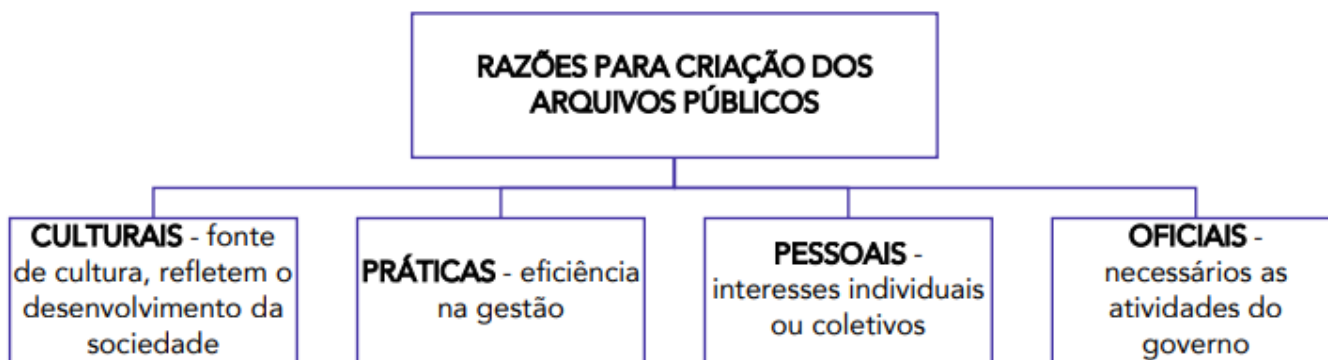 RAZÕES PARA CRIAÇÃO DOS
ARQUIVOS PÚBLICOS
CULTURAIS - fonte
de cultura, refletem o
desenvolvimento da
sociedade
PRÁTICAS - eficiência
na gestão
PESSOAIS -
interesses individuais
ou coletivos
OFICIAIS -
necessários as
atividades do
governo